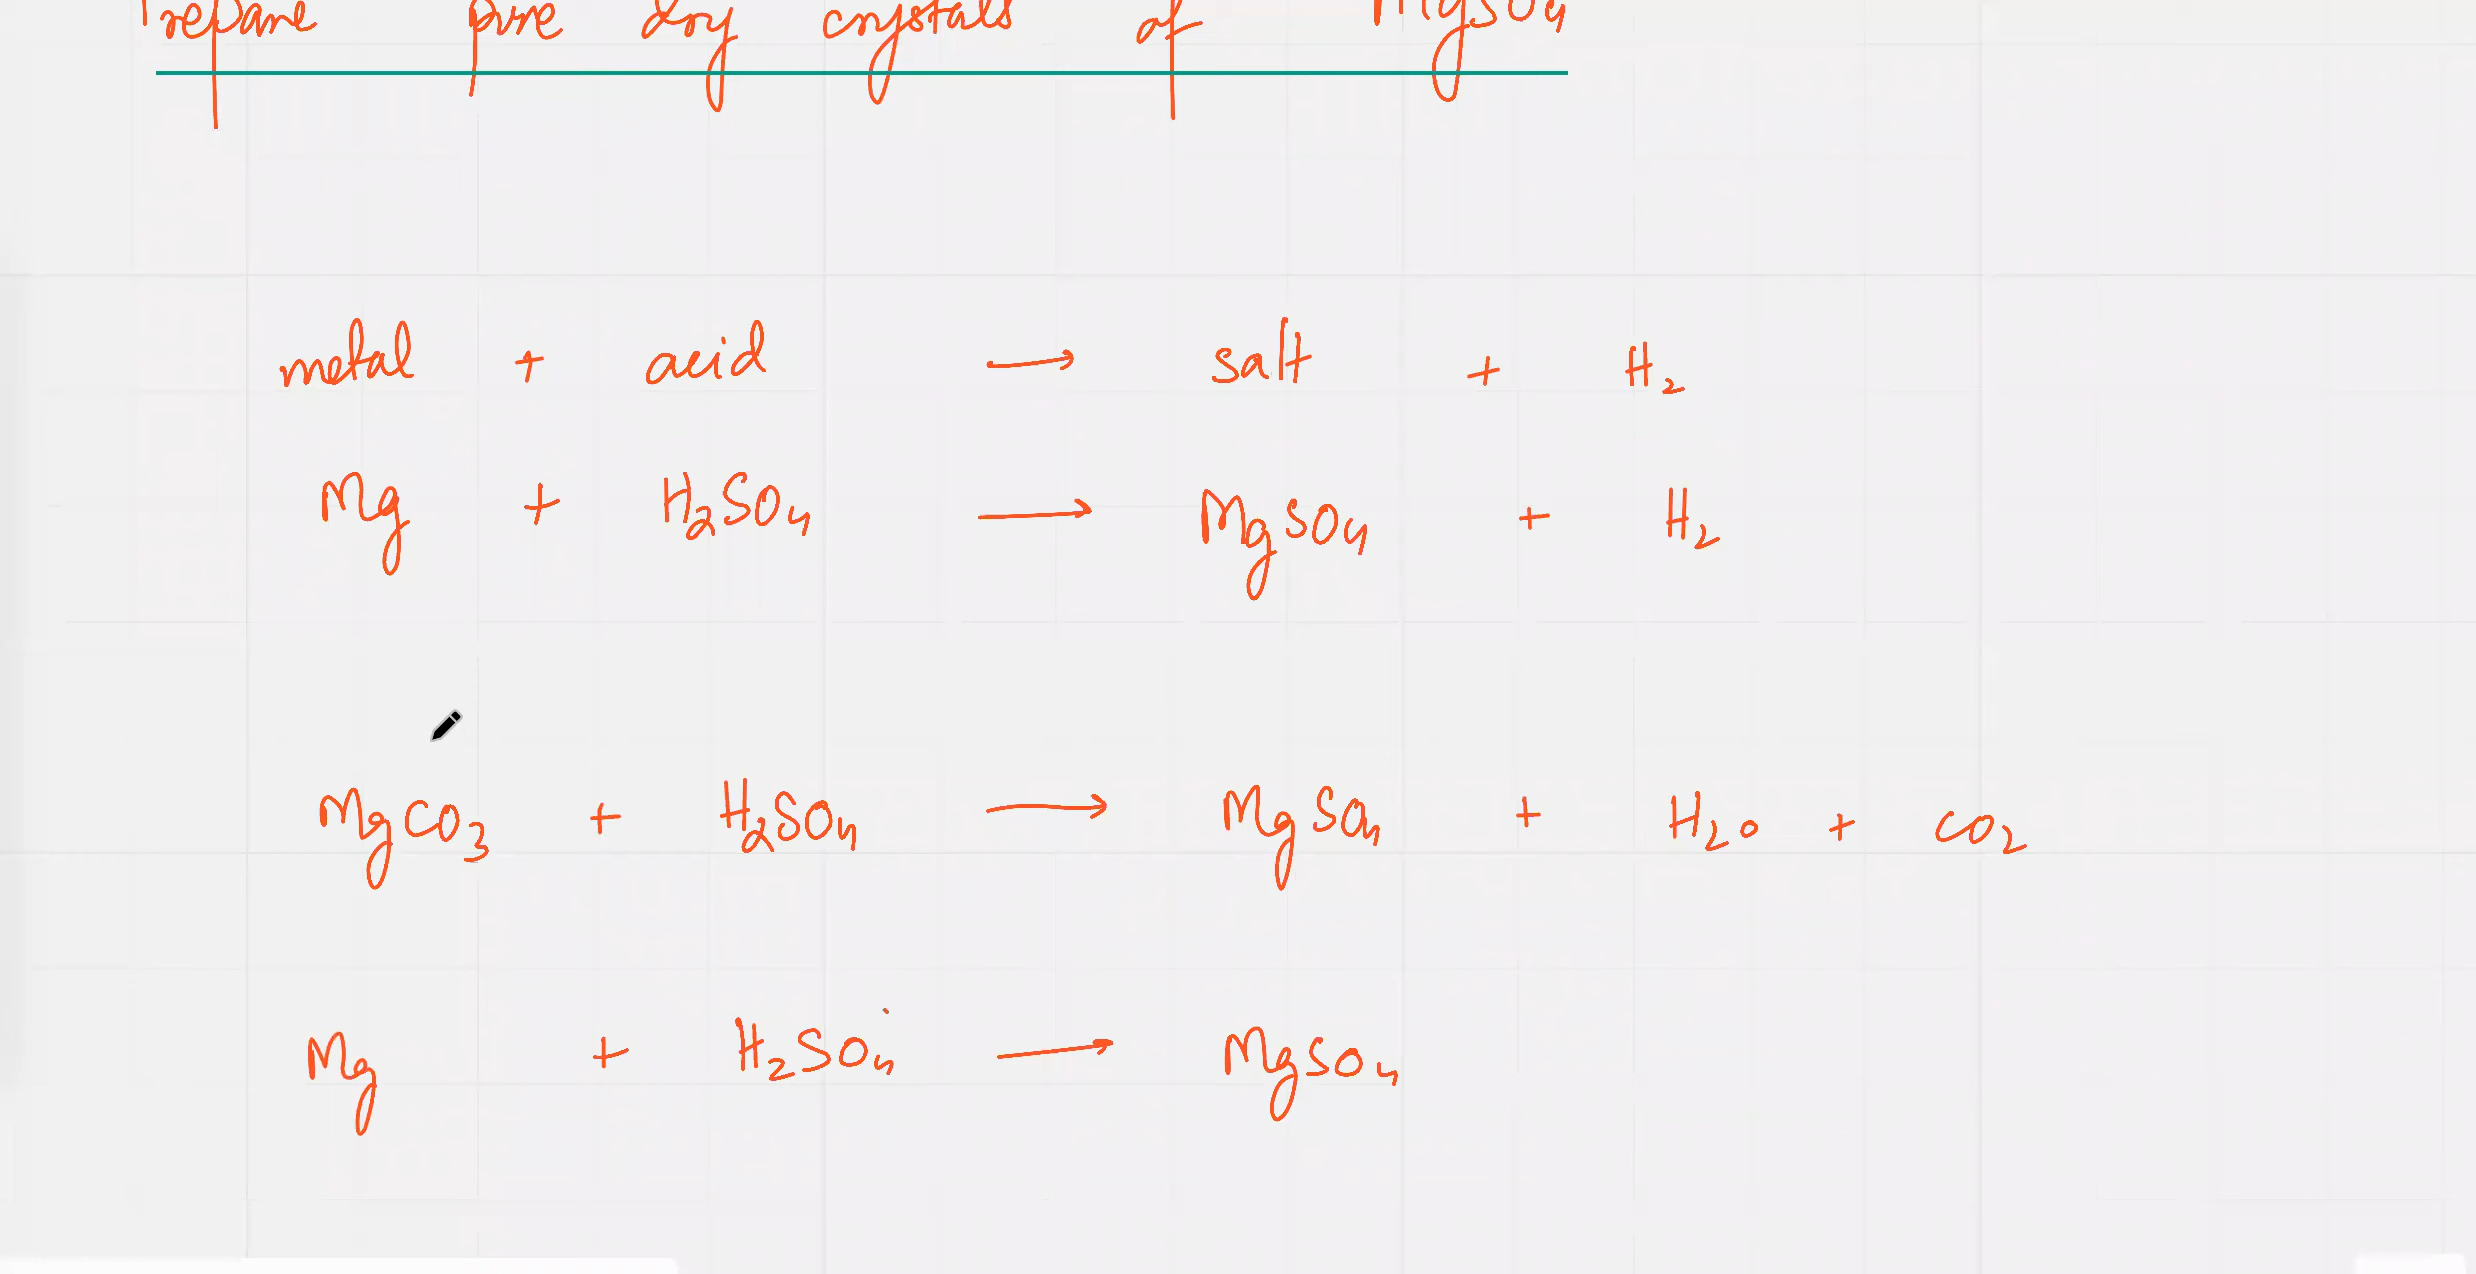 Prepare pure dry crystals of MgSO4
metal + acid → salt + H2
Mg + H2SO4 → MgSO4 + H2
MgCO3 + H2SO4 → MgSO4 + H2O + CO2
Mg + H2SO4 → MgSO4